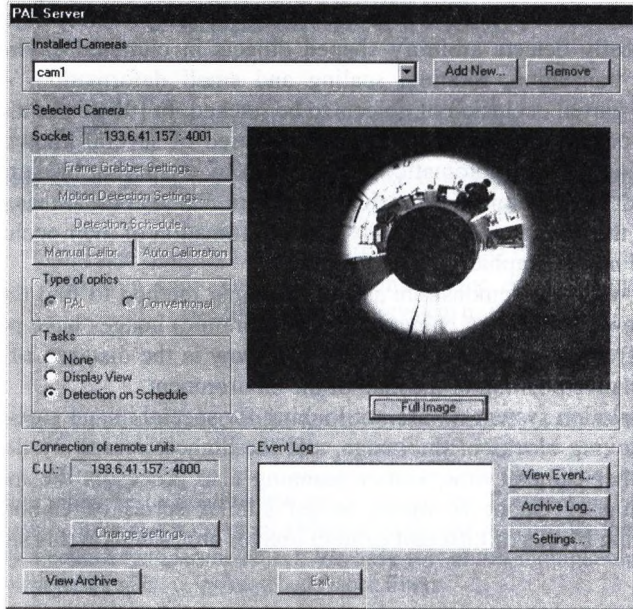 PAL Server
Installed Cameras
cam1
Add New...
Remove
Selected Camera
Socket: 193.6.41.157 : 4001
Frame Grabber Settings...
Motion Detection Settings...
Detection Schedule...
Manual Calibr. Auto Calibration
Type of optics
PAL Conventional
Tasks
None
Display View
Detection on Schedule
Full Image
Connection of remote units
C.U.: 193.6.41.157 : 4000
Change Settings...
Event Log
View Event...
Archive Log...
Settings...
View Archive
Exit